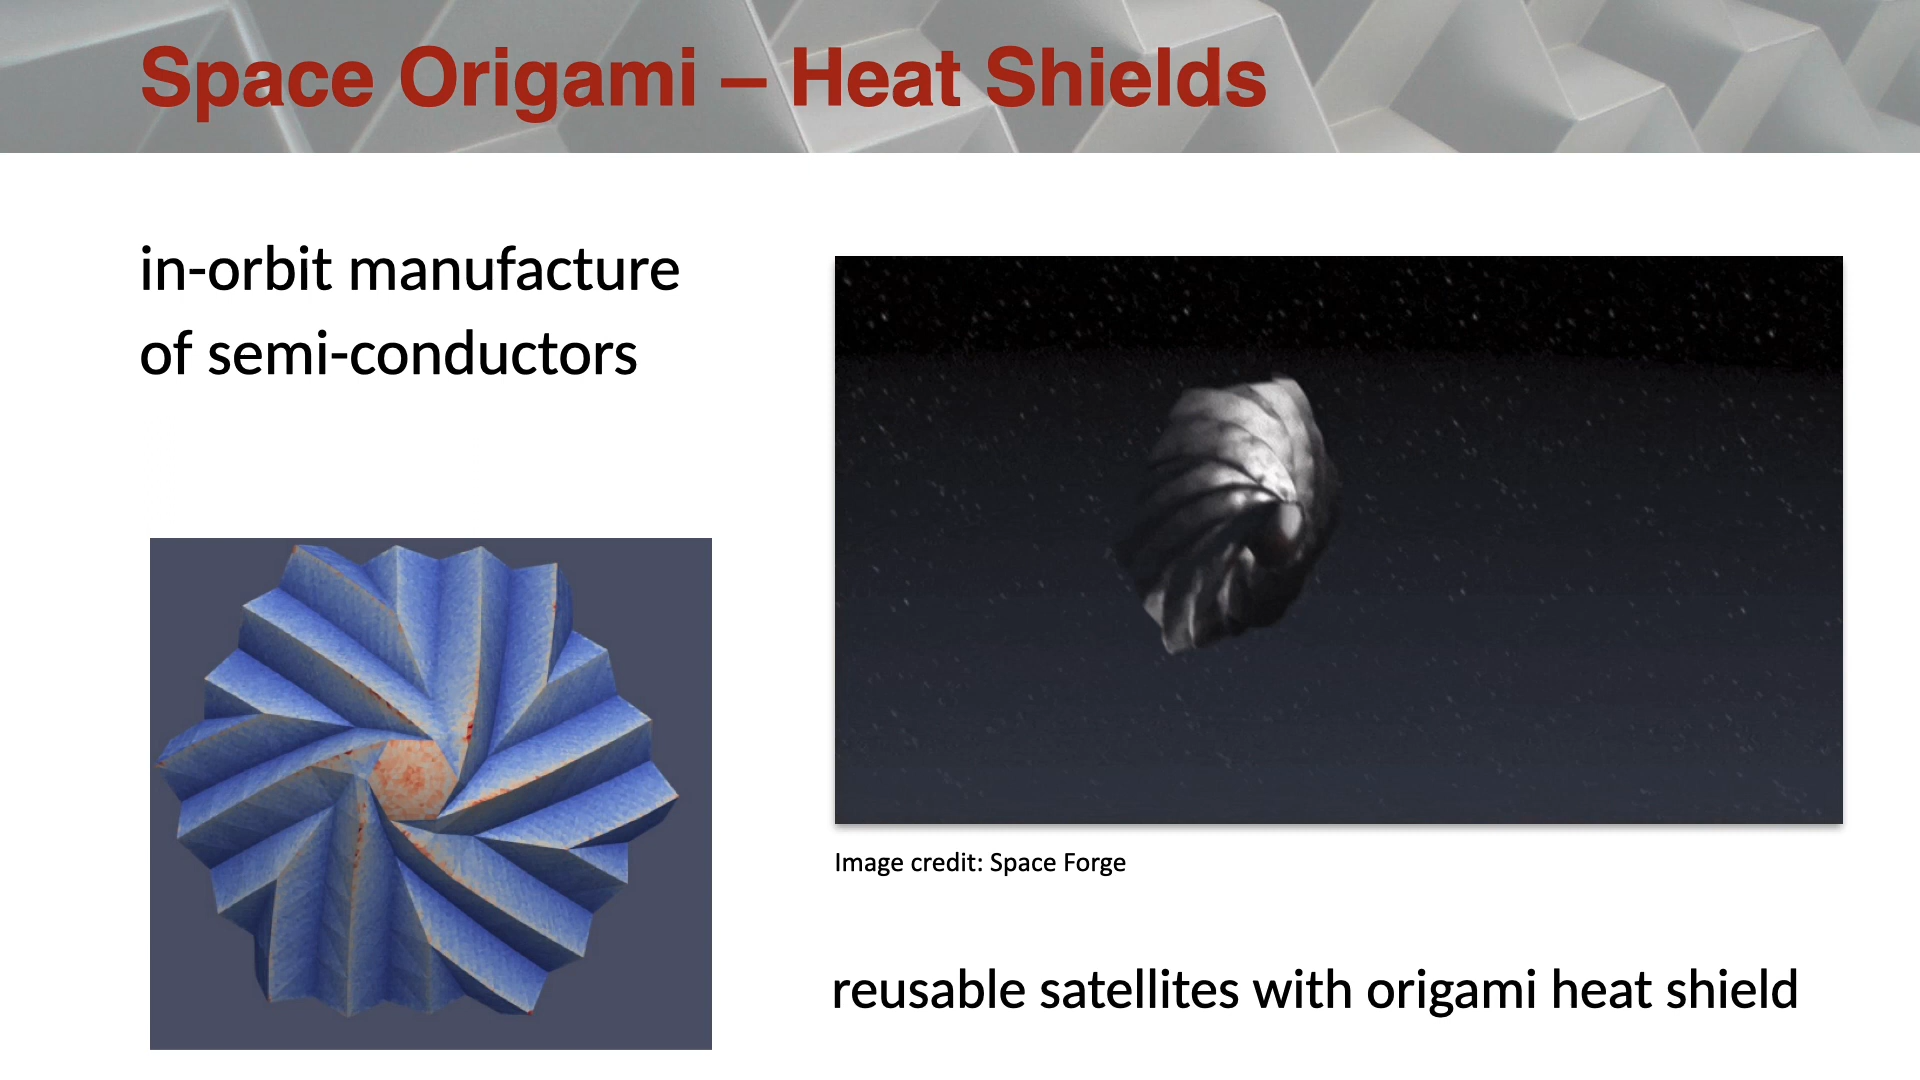 Space Origami – Heat Shields
in-orbit manufacture
of semi-conductors
Image credit: Space Forge
reusable satellites with origami heat shield